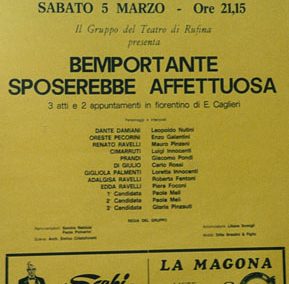 SABATO 5 MARZO - Ore 21,15
Il Gruppo del Teatro di Rufina
presenta
BEMPORTANTE
SPOSEREBBE AFFETTUOSA
3 atti e 2 appuntamenti in fiorentino di E. Caglieri
Personaggi e interpreti
DANTE DAMIANI Leopoldo Nulini
ORESTE PECORINI Enzo Galantini
RENATO RAVELLI Mauro Pinzani
CIMARRUTI Luigi Innocenti
PRANDI Giacomo Pondi
DI GIULIO Carlo Rossi
GIGLIOLA PALMENTI Loretta Innocenti
ADALGISA RAVELLI Roberta Fantoni
EDDA RAVELLI Piera Foconi
1ª Candidata Paola Meli
2ª Candidata Paola Meli
3ª Candidata Gloria Pinzauti
REGIA DEL GRUPPO
LA MAGONA